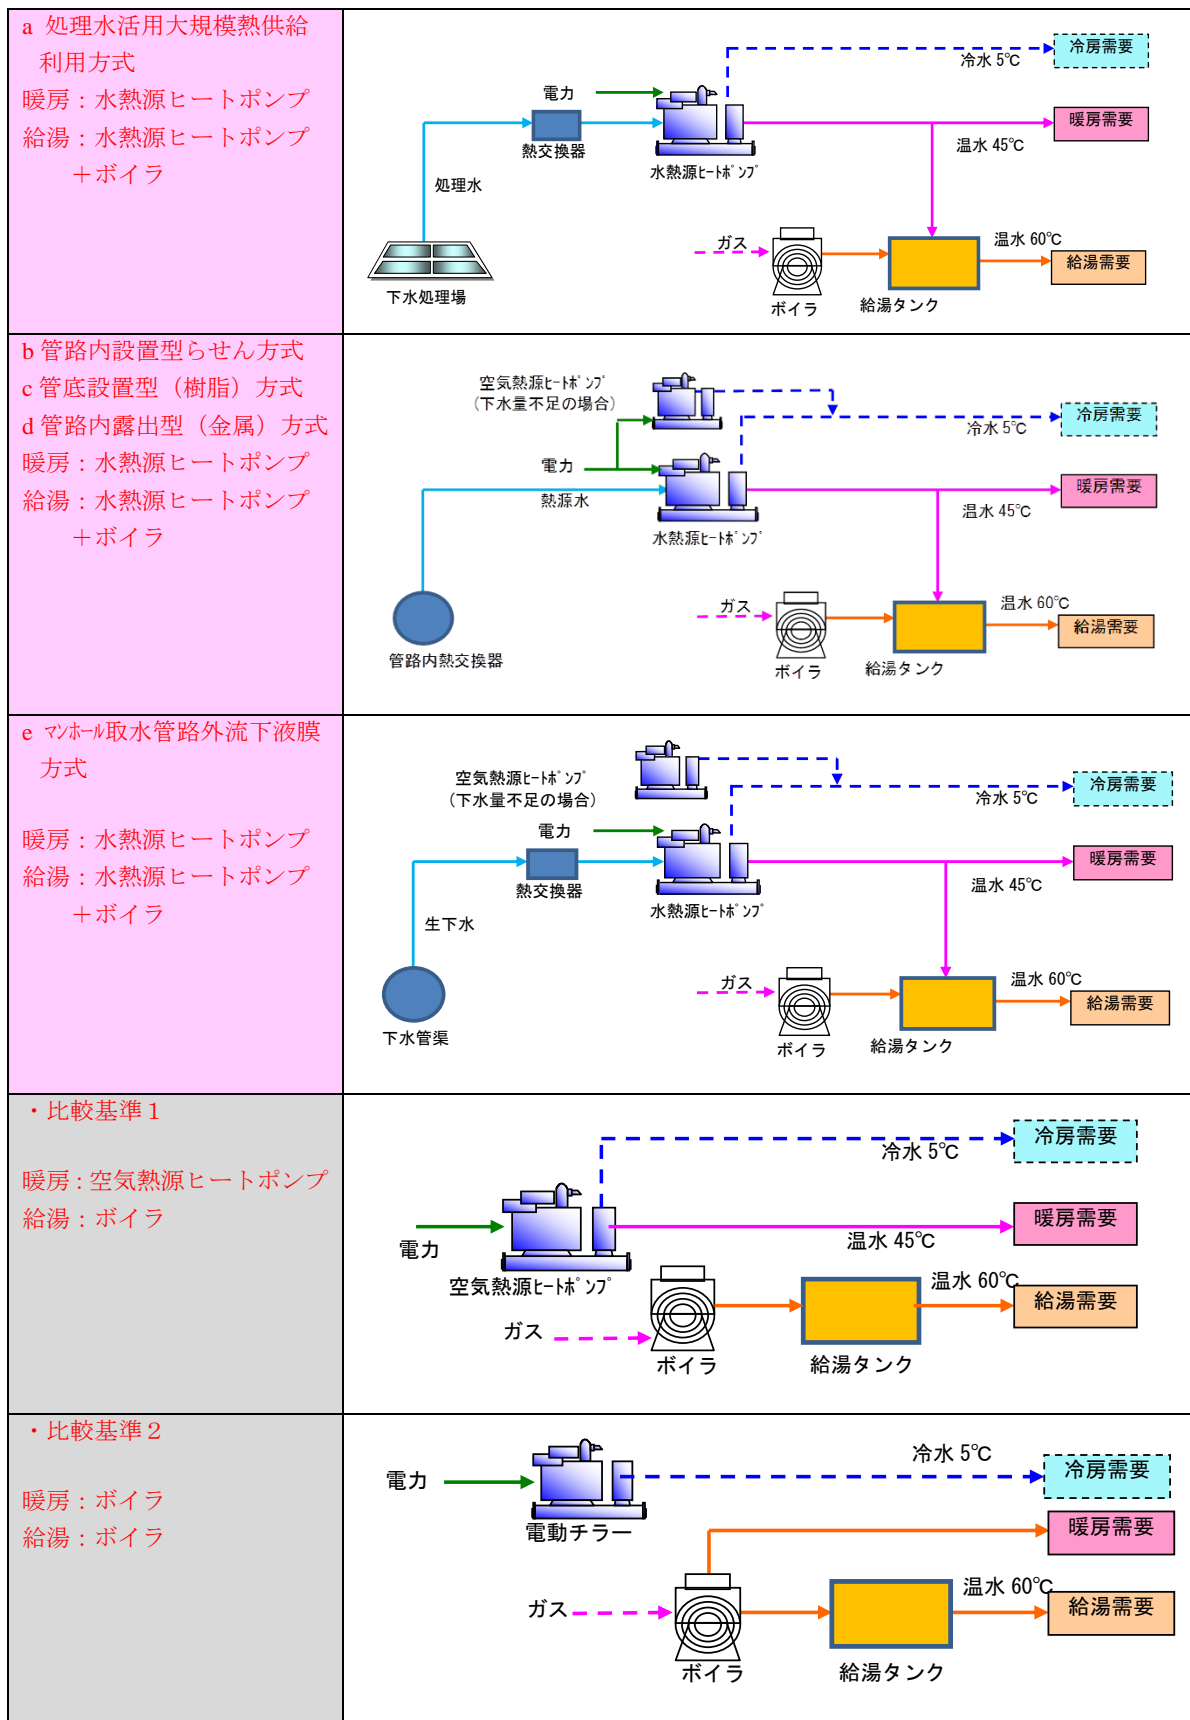 a 処理水活用大規模熱供給
利用方式
暖房：水熱源ヒートポンプ
給湯：水熱源ヒートポンプ
＋ボイラ
冷水 5℃
冷房需要
電力
熱交換器
水熱源ﾋｰﾄﾎﾟﾝﾌﾟ
暖房需要
温水 45℃
処理水
下水処理場
ガス
ボイラ
給湯タンク
温水 60℃
給湯需要
b 管路内設置型らせん方式
c 管底設置型（樹脂）方式
d 管路内露出型（金属）方式
暖房：水熱源ヒートポンプ
給湯：水熱源ヒートポンプ
＋ボイラ
空気熱源ﾋｰﾄﾎﾟﾝﾌﾟ
（下水量不足の場合）
冷水 5℃
冷房需要
電力
熱源水
水熱源ﾋｰﾄﾎﾟﾝﾌﾟ
暖房需要
温水 45℃
管路内熱交換器
ガス
ボイラ
給湯タンク
温水 60℃
給湯需要
e ﾏﾝﾎｰﾙ取水管路外流下液膜
方式
暖房：水熱源ヒートポンプ
給湯：水熱源ヒートポンプ
＋ボイラ
空気熱源ﾋｰﾄﾎﾟﾝﾌﾟ
（下水量不足の場合）
冷水 5℃
冷房需要
電力
熱交換器
水熱源ﾋｰﾄﾎﾟﾝﾌﾟ
暖房需要
温水 45℃
生下水
下水管渠
ガス
ボイラ
給湯タンク
温水 60℃
給湯需要
・比較基準１
暖房：空気熱源ヒートポンプ
給湯：ボイラ
冷水 5℃
冷房需要
電力
空気熱源ﾋｰﾄﾎﾟﾝﾌﾟ
暖房需要
温水 45℃
ガス
ボイラ
給湯タンク
温水 60℃
給湯需要
・比較基準２
暖房：ボイラ
給湯：ボイラ
電力
電動チラー
冷水 5℃
冷房需要
暖房需要
ガス
ボイラ
給湯タンク
温水 60℃
給湯需要